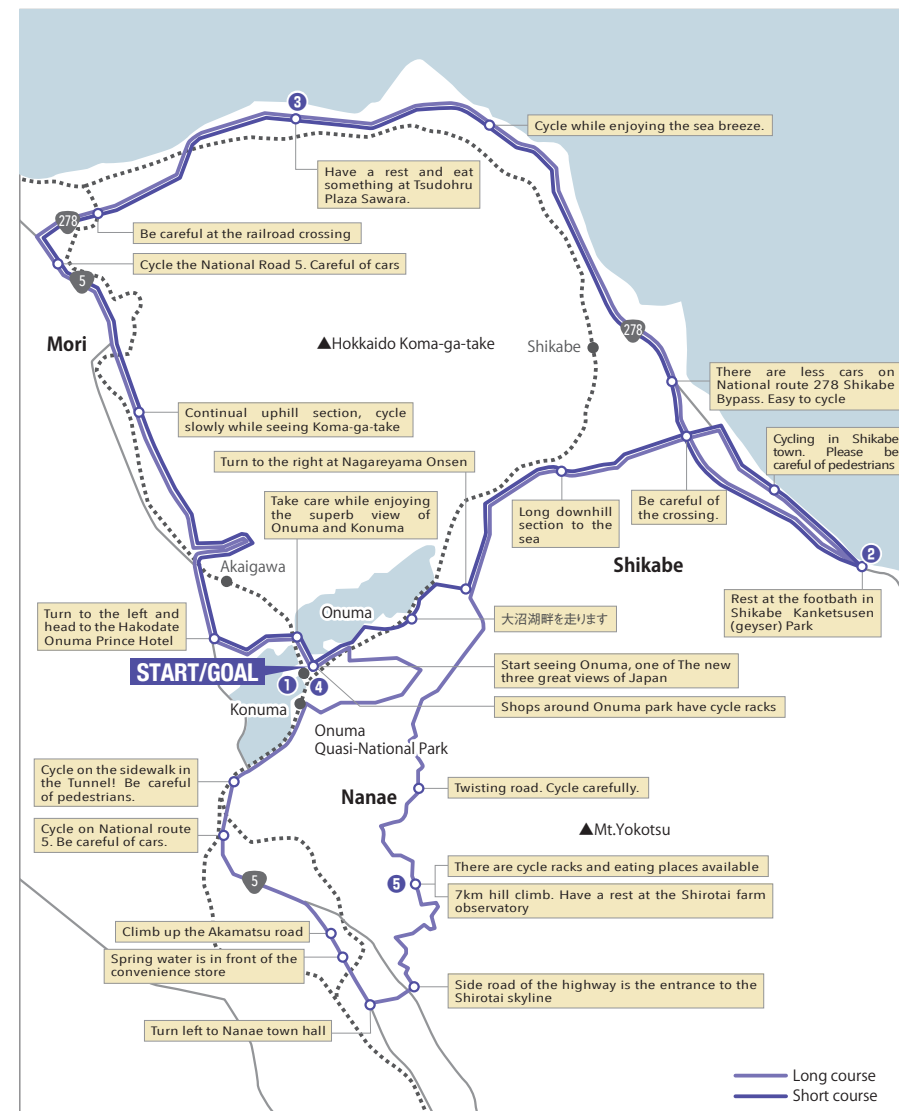 3
Cycle while enjoying the sea breeze.
Have a rest and eat
something at Tsudohru
Plaza Sawara.
278
Be careful at the railroad crossing
Cycle the National Road 5. Careful of cars
5
Mori
▲Hokkaido Koma-ga-take
Shikabe
278
There are less cars on
National route 278 Shikabe
Bypass. Easy to cycle
Continual uphill section, cycle
slowly while seeing Koma-ga-take
Cycling in Shikabe
town. Please be
careful of pedestrians
Turn to the right at Nagareyama Onsen
Take care while enjoying
the superb view of
Onuma and Konuma
Long downhill
section to the
sea
Be careful of
the crossing.
2
Shikabe
Akaigawa
Rest at the footbath in
Shikabe Kanketsusen
(geyser) Park
Turn to the left and
head to the Hakodate
Onuma Prince Hotel
Onuma
大沼湖畔を走ります
START/GOAL
1
4
Start seeing Onuma, one of The new
three great views of Japan
Konuma
Shops around Onuma park have cycle racks
Onuma
Quasi-National Park
Cycle on the sidewalk in
the Tunnel! Be careful
of pedestrians.
Nanae
Twisting road. Cycle carefully.
Cycle on National route
5. Be careful of cars.
▲Mt.Yokotsu
5
There are cycle racks and eating places available
5
7km hill climb. Have a rest at the Shirotai farm
observatory
Climb up the Akamatsu road
Spring water is in front of the
convenience store
Side road of the highway is the entrance to the
Shirotai skyline
Turn left to Nanae town hall
Long course
Short course